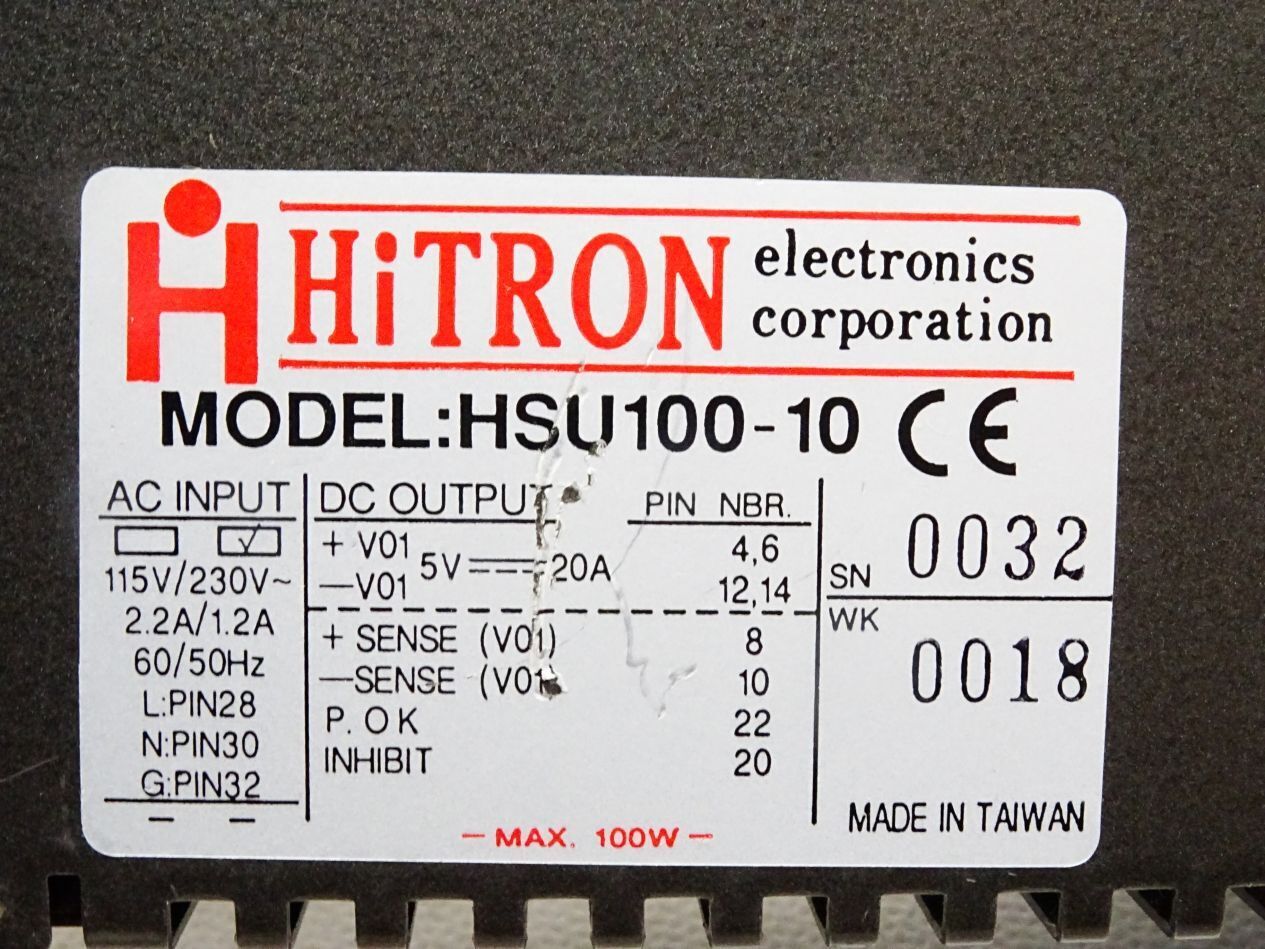 HiTRON electronics
corporation
MODEL:HSU100-10 CE
AC INPUT
115V/230V~
2.2A/1.2A
60/50Hz
L:PIN28
N:PIN30
G:PIN32
DC OUTPUT PIN NBR.
+ V01 4,6
5V 20A
—V01 12,14
+ SENSE (V01) 8
—SENSE (V01 10
P. OK 22
INHIBIT 20
— MAX. 100W —
SN 0032
WK 0018
MADE IN TAIWAN